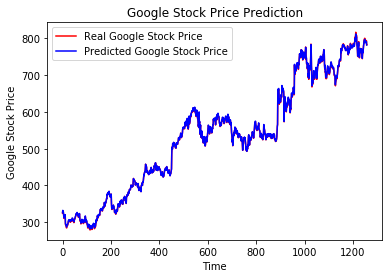 Google Stock Price Prediction
Real Google Stock Price
Predicted Google Stock Price
Google Stock Price
800
700
600
500
400
300
0 200 400 600 800 1000 1200
Time